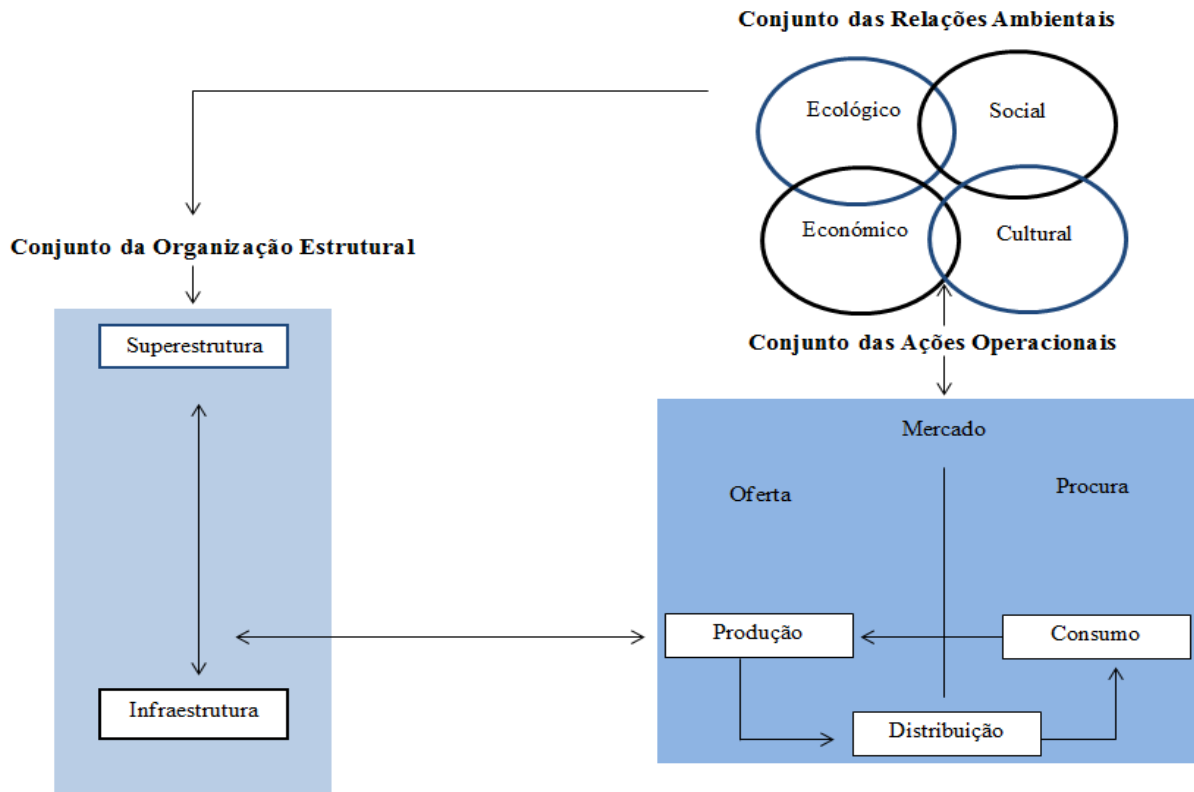 Conjunto das Relações Ambientais
Ecológico
Social
Económico
Cultural
Conjunto da Organização Estrutural
Superestrutura
Infraestrutura
Conjunto das Ações Operacionais
Mercado
Oferta
Procura
Produção
Consumo
Distribuição